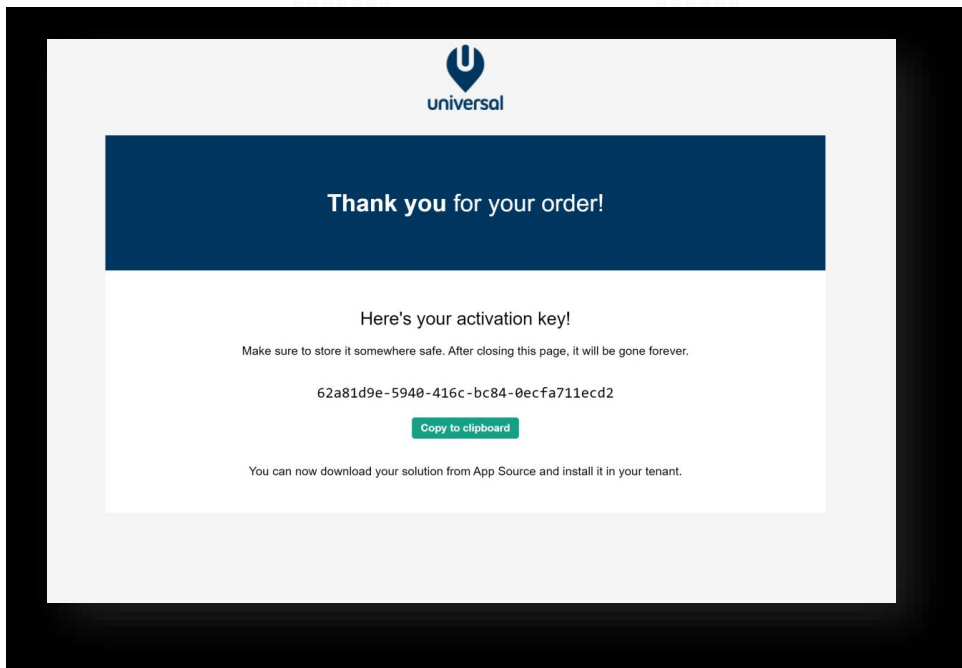 U
universal
Thank you for your order!
Here's your activation key!
Make sure to store it somewhere safe. After closing this page, it will be gone forever.
62a81d9e-5940-416c-bc84-0ecfa711ecd2
Copy to clipboard
You can now download your solution from App Source and install it in your tenant.